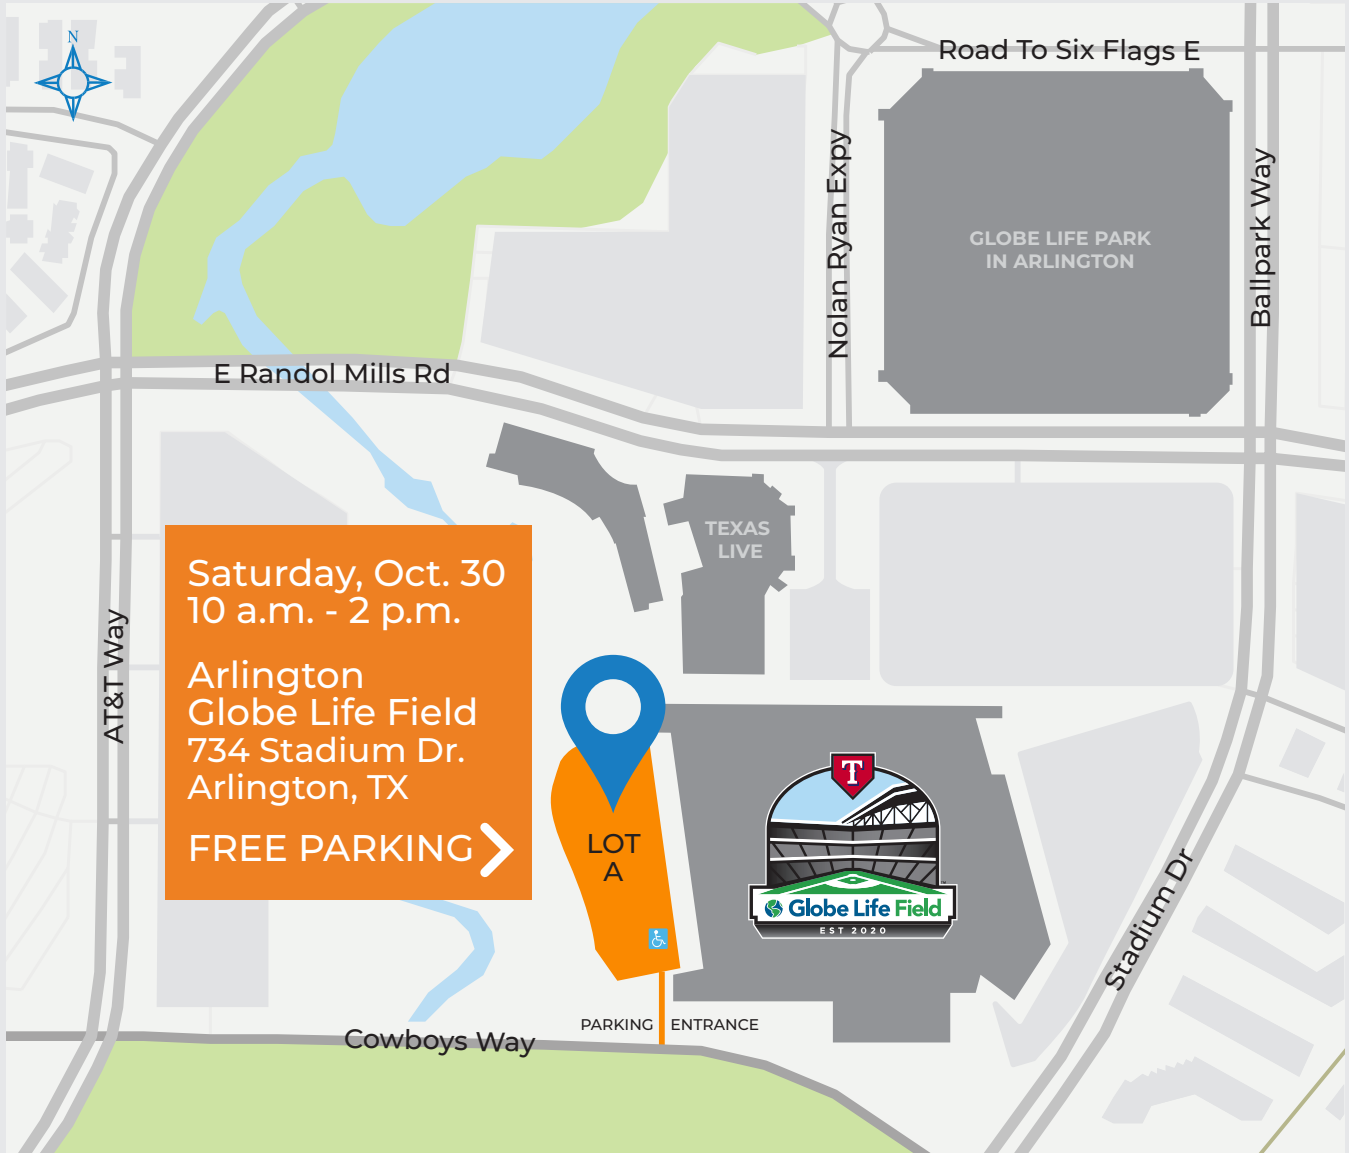 N
Road To Six Flags E
Nolan Ryan Expy
Ballpark Way
GLOBE LIFE PARK
IN ARLINGTON
E Randol Mills Rd
TEXAS
LIVE
Saturday, Oct. 30
10 a.m. - 2 p.m.
Arlington
Globe Life Field
734 Stadium Dr.
Arlington, TX
FREE PARKING
AT&T Way
LOT
A
T
Globe Life Field
EST 2020
Stadium Dr
PARKING ENTRANCE
Cowboys Way